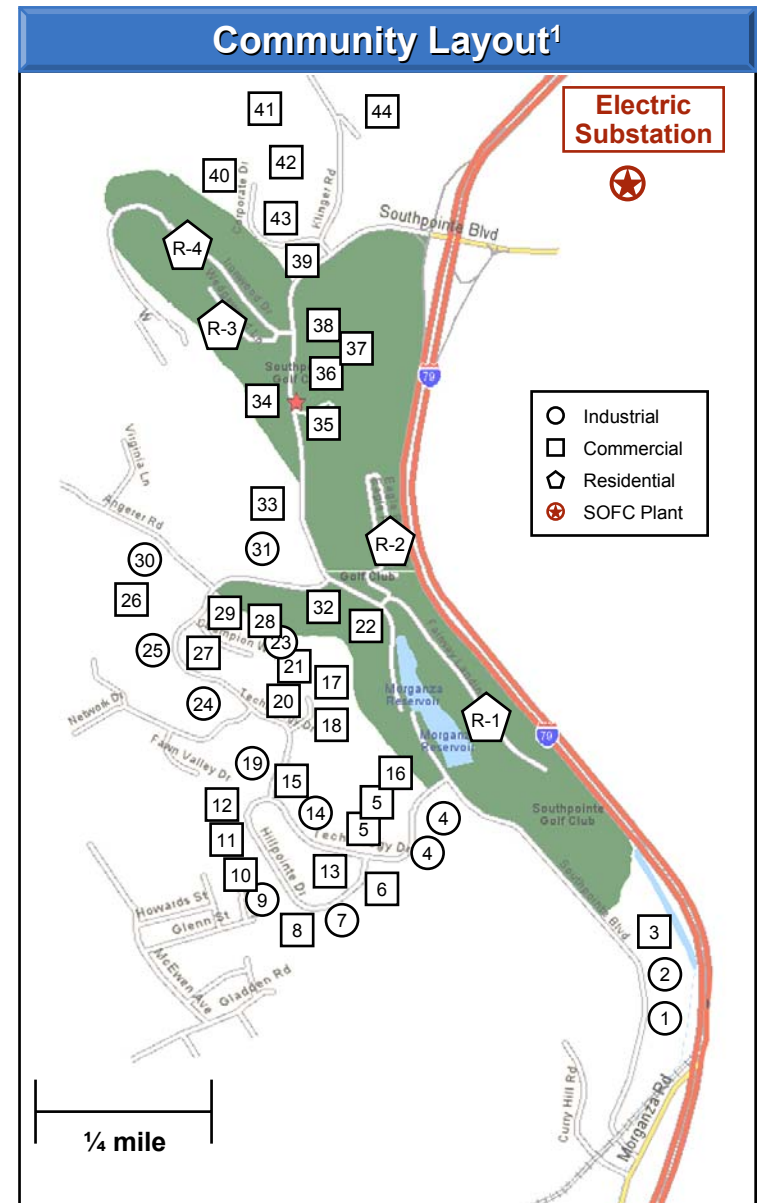 Community Layout1
Electric
Substation
41
44
42
40
Corporate Dr
Klinger Rd
43
Southpointe Blvd
R-4
39
Ironwood Dr
R-3
W
38
37
36
79
34
35
Industrial
Commercial
Residential
SOFC Plant
Virginia Ln
Angerer Rd
33
31
R-2
30
Golf Club
26
29
28
32
22
23
25
27
21
17
20
24
18
Network Dr
Morganza
Reservoir
R-1
79
Fawn Valley Dr
19
15
16
12
14
5
5
4
4
Southpointe
Golf Club
11
Hillpointe Dr
13
10
6
9
Howards St
Glenn St
7
8
Southpointe Blvd
3
McEwen Ave
Gladden Rd
2
1
Curry Hill Rd
Morganza Rd
¼ mile